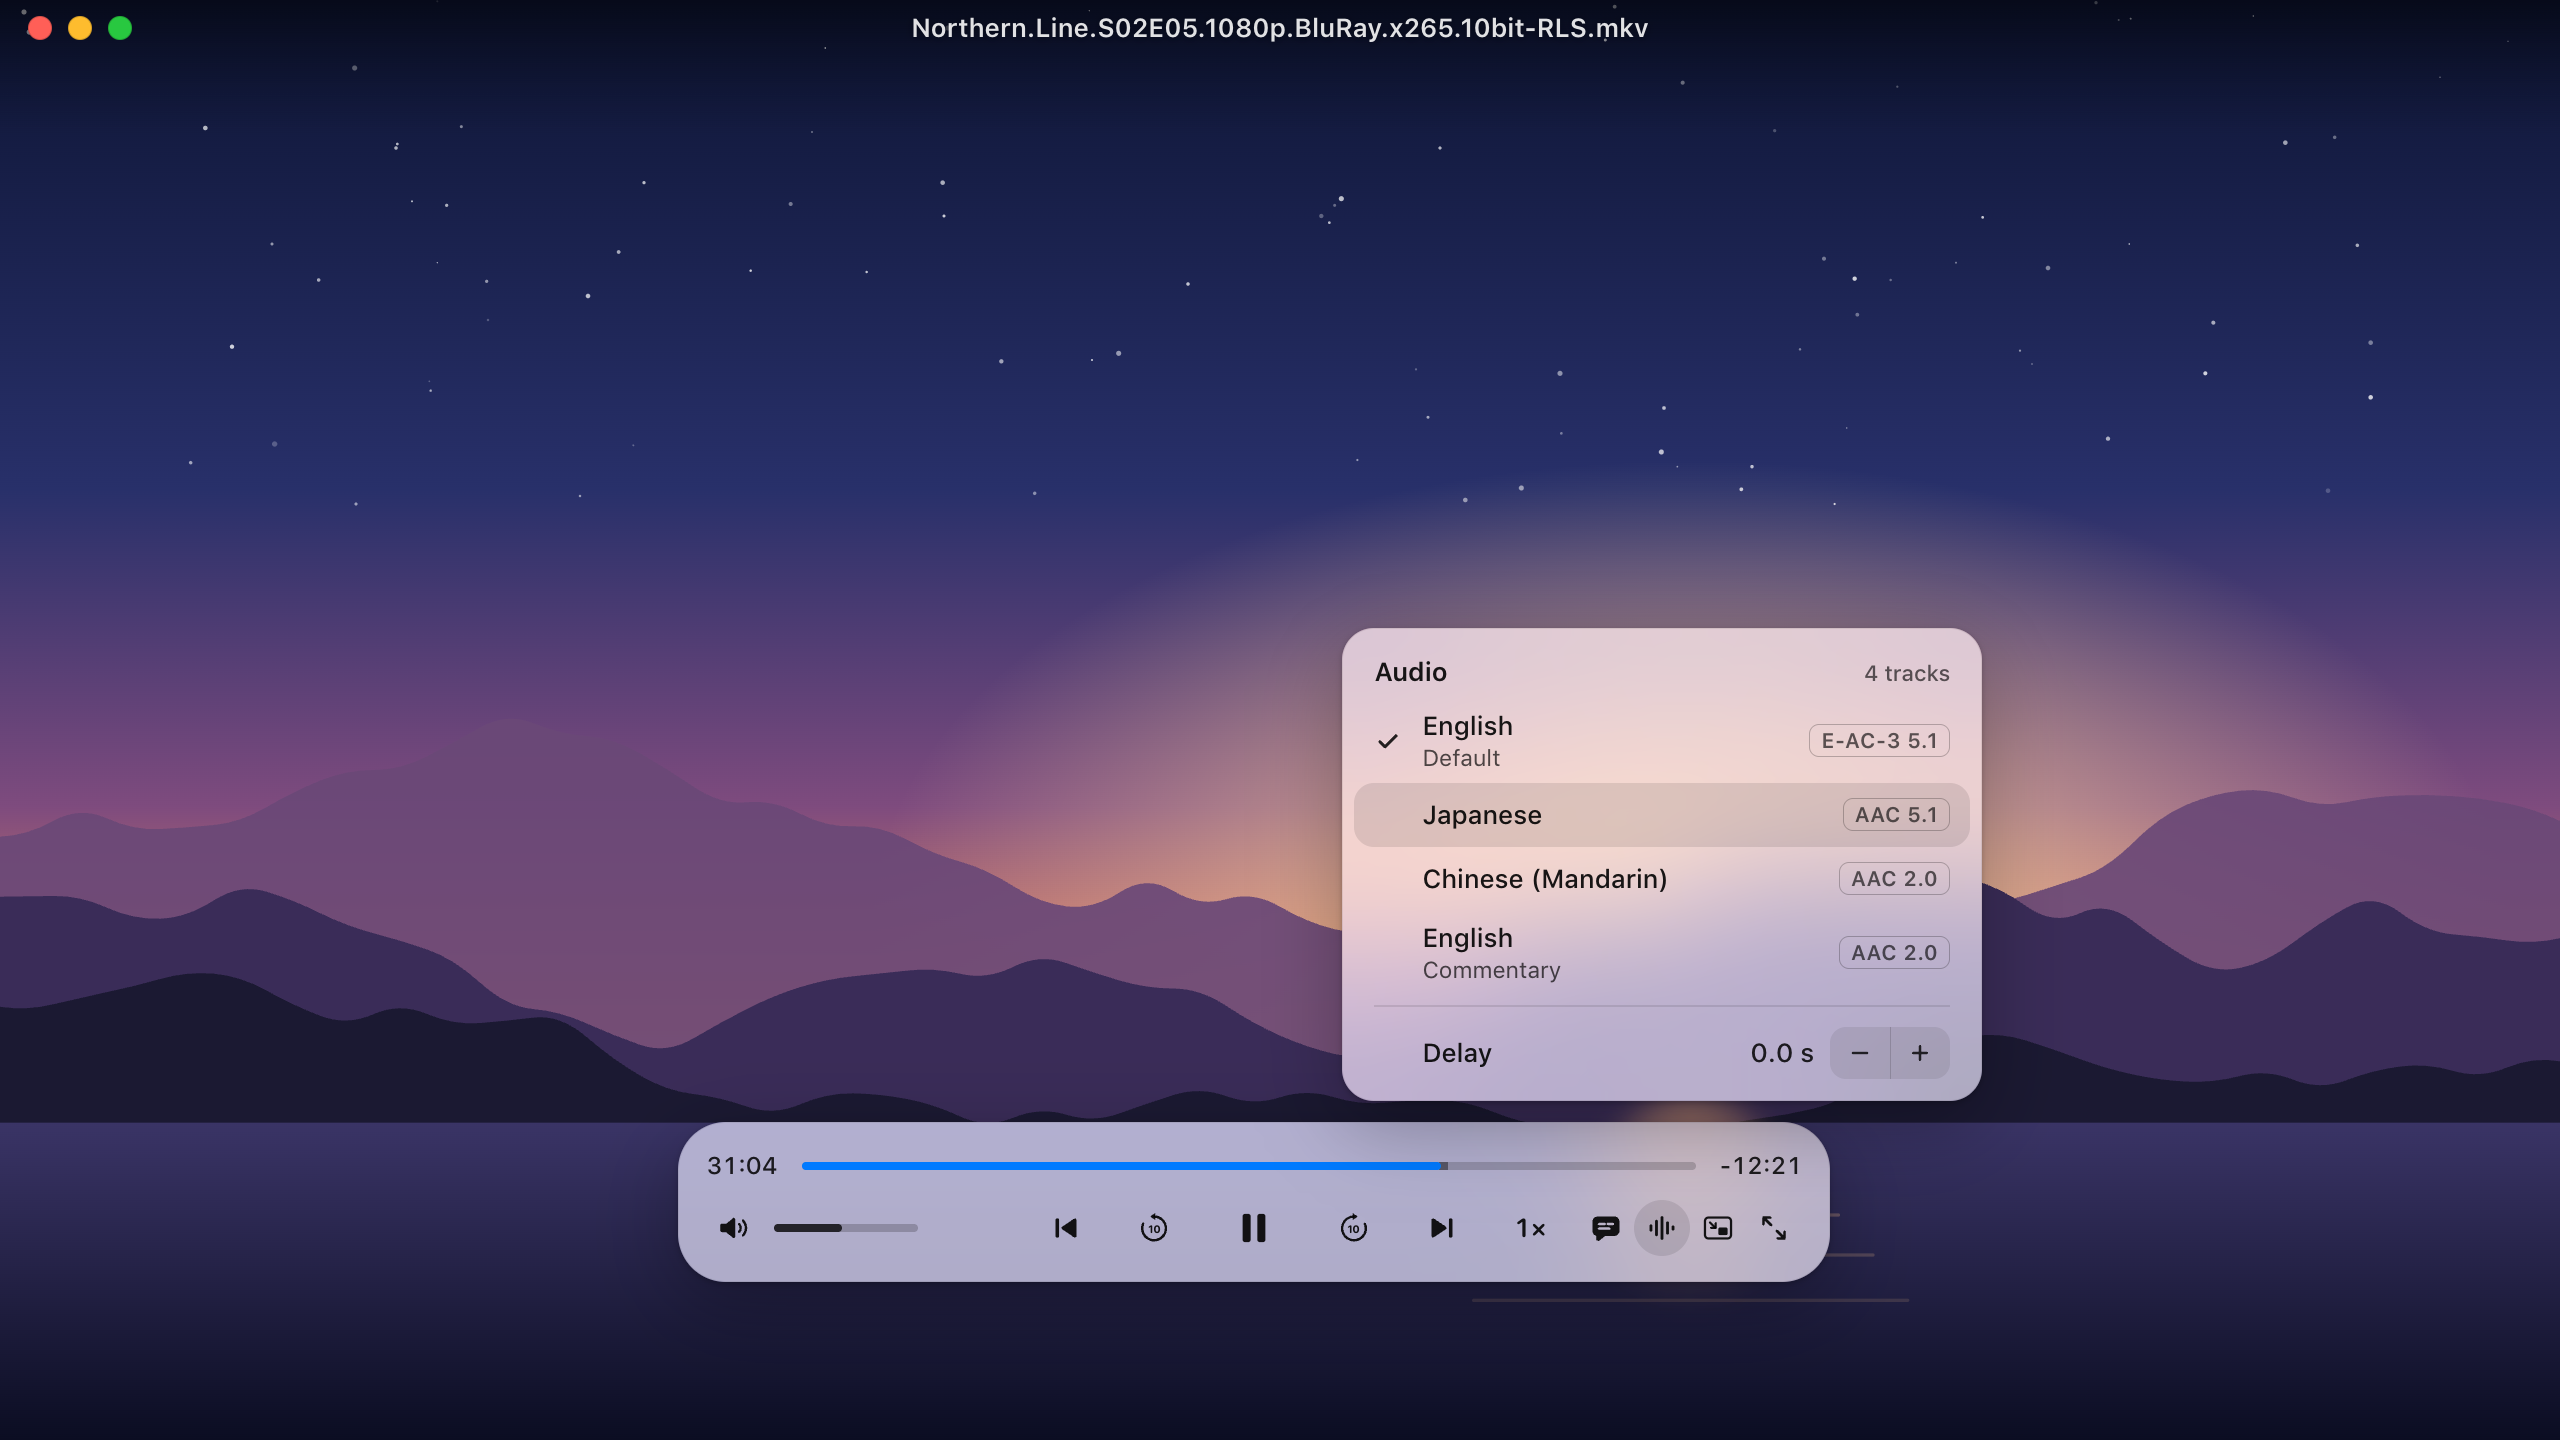 Northern.Line.S02E05.1080p.BluRay.x265.10bit-RLS.mkv
Audio
4 tracks
English
Default
E-AC-3 5.1
Japanese
AAC 5.1
Chinese (Mandarin)
AAC 2.0
English
Commentary
AAC 2.0
Delay
0.0 s
− +
31:04
-12:21
10
10
1×